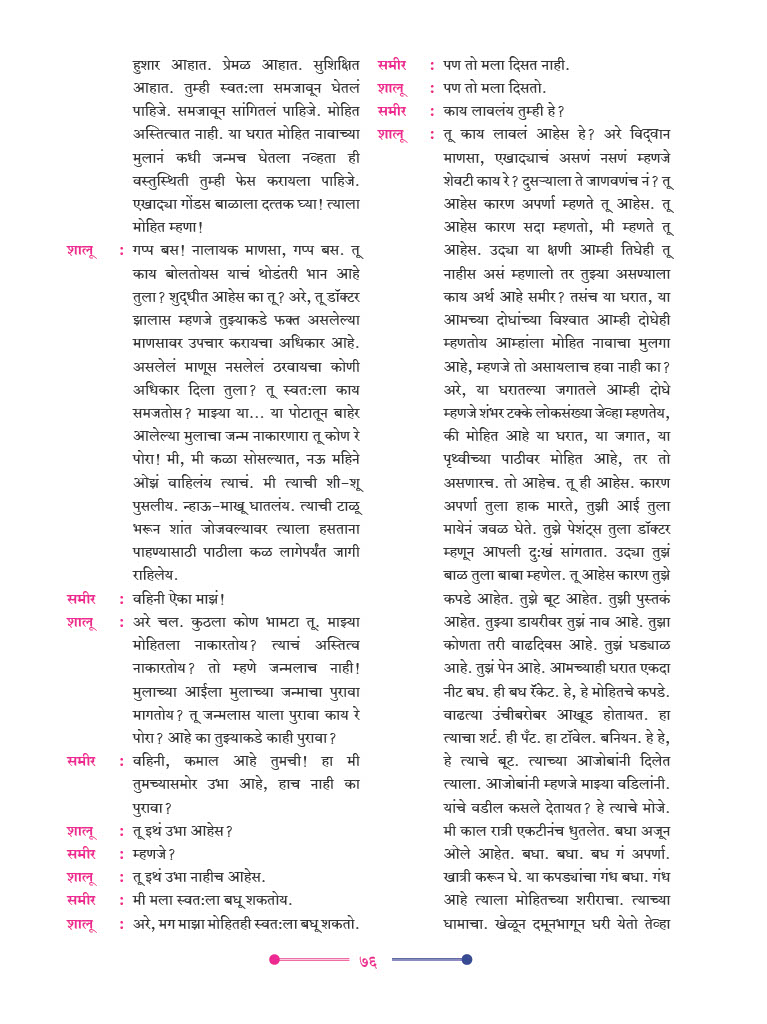 हुशार आहात. प्रेमळ आहात. सुशिक्षित
आहात. तुम्ही स्वत:ला समजावून घेतलं
पाहिजे. समजावून सांगितलं पाहिजे. मोहित
अस्तित्वात नाही. या घरात मोहित नावाच्या
मुलानं कधी जन्मच घेतला नव्हता ही
वस्तुस्थिती तुम्ही फेस करायला पाहिजे.
एखाद्या गोंडस बाळाला दत्तक घ्या! त्याला
मोहित म्हणा!
शालू : गप्प बस! नालायक माणसा, गप्प बस. तू
काय बोलतोयस याचं थोडंतरी भान आहे
तुला? शुद्धीत आहेस का तू? अरे, तू डॉक्टर
झालास म्हणजे तुझ्याकडे फक्त असलेल्या
माणसावर उपचार करायचा अधिकार आहे.
असलेलं माणूस नसलेलं ठरवायचा कोणी
अधिकार दिला तुला? तू स्वत:ला काय
समजतोस? माझ्या या... या पोटातून बाहेर
आलेल्या मुलाचा जन्म नाकारणारा तू कोण रे
पोरा! मी, मी कळा सोसल्यात, नऊ महिने
ओझं वाहिलंय त्याचं. मी त्याची शी-शू
पुसलीय. न्हाऊ-माखू घातलंय. त्याची टाळू
भरून शांत जोजवल्यावर त्याला हसताना
पाहण्यासाठी पाठीला कळ लागेपर्यंत जागी
राहिलेय.
समीर : वहिनी ऐका माझं!
शालू : अरे चल. कुठला कोण भामटा तू. माझ्या
मोहितला नाकारतोय? त्याचं अस्तित्व
नाकारतोय? तो म्हणे जन्मलाच नाही!
मुलाच्या आईला मुलाच्या जन्माचा पुरावा
मागतोय? तू जन्मलास याला पुरावा काय रे
पोरा? आहे का तुझ्याकडे काही पुरावा?
समीर : वहिनी, कमाल आहे तुमची! हा मी
तुमच्यासमोर उभा आहे, हाच नाही का
पुरावा?
शालू : तू इथं उभा आहेस?
समीर : म्हणजे?
शालू : तू इथं उभा नाहीच आहेस.
समीर : मी मला स्वत:ला बघू शकतोय.
शालू : अरे, मग माझा मोहितही स्वत:ला बघू शकतो.
समीर : पण तो मला दिसत नाही.
शालू : पण तो मला दिसतो.
समीर : काय लावलंय तुम्ही हे?
शालू : तू काय लावलं आहेस हे? अरे विद्वान
माणसा, एखाद्याचं असणं नसणं म्हणजे
शेवटी काय रे? दुसऱ्याला ते जाणवणंच नं? तू
आहेस कारण अपर्णा म्हणते तू आहेस. तू
आहेस कारण सदा म्हणतो, मी म्हणते तू
आहेस. उद्या या क्षणी आम्ही तिघेही तू
नाहीस असं म्हणालो तर तुझ्या असण्याला
काय अर्थ आहे समीर? तसंच या घरात, या
आमच्या दोघांच्या विश्वात आम्ही दोघेही
म्हणतोय आम्हांला मोहित नावाचा मुलगा
आहे, म्हणजे तो असायलाच हवा नाही का?
अरे, या घरातल्या जगातले आम्ही दोघे
म्हणजे शंभर टक्के लोकसंख्या जेव्हा म्हणतेय,
की मोहित आहे या घरात, या जगात, या
पृथ्वीच्या पाठीवर मोहित आहे, तर तो
असणारच. तो आहेच. तू ही आहेस. कारण
अपर्णा तुला हाक मारते, तुझी आई तुला
मायेनं जवळ घेते. तुझे पेशंट्स तुला डॉक्टर
म्हणून आपली दु:खं सांगतात. उद्या तुझं
बाळ तुला बाबा म्हणेल. तू आहेस कारण तुझे
कपडे आहेत. तुझे बूट आहेत. तुझी पुस्तकं
आहेत. तुझ्या डायरीवर तुझं नाव आहे. तुझा
कोणता तरी वाढदिवस आहे. तुझं घड्याळ
आहे. तुझं पेन आहे. आमच्याही घरात एकदा
नीट बघ. ही बघ रॅकेट. हे, हे मोहितचे कपडे.
वाढत्या उंचीबरोबर आखूड होतायत. हा
त्याचा शर्ट. ही पँट. हा टॉवेल. बनियन. हे हे,
हे त्याचे बूट. त्याच्या आजोबांनी दिलेत
त्याला. आजोबांनी म्हणजे माझ्या वडिलांनी.
यांचे वडील कसले देतायत? हे त्याचे मोजे.
मी काल रात्री एकटीनंच धुतलेत. बघा अजून
ओले आहेत. बघा. बघा. बघ गं अपर्णा.
खात्री करून घे. या कपड्यांचा गंध बघा. गंध
आहे त्याला मोहितच्या शरीराचा. त्याच्या
घामाचा. खेळून दमूनभागून घरी येतो तेव्हा
७६